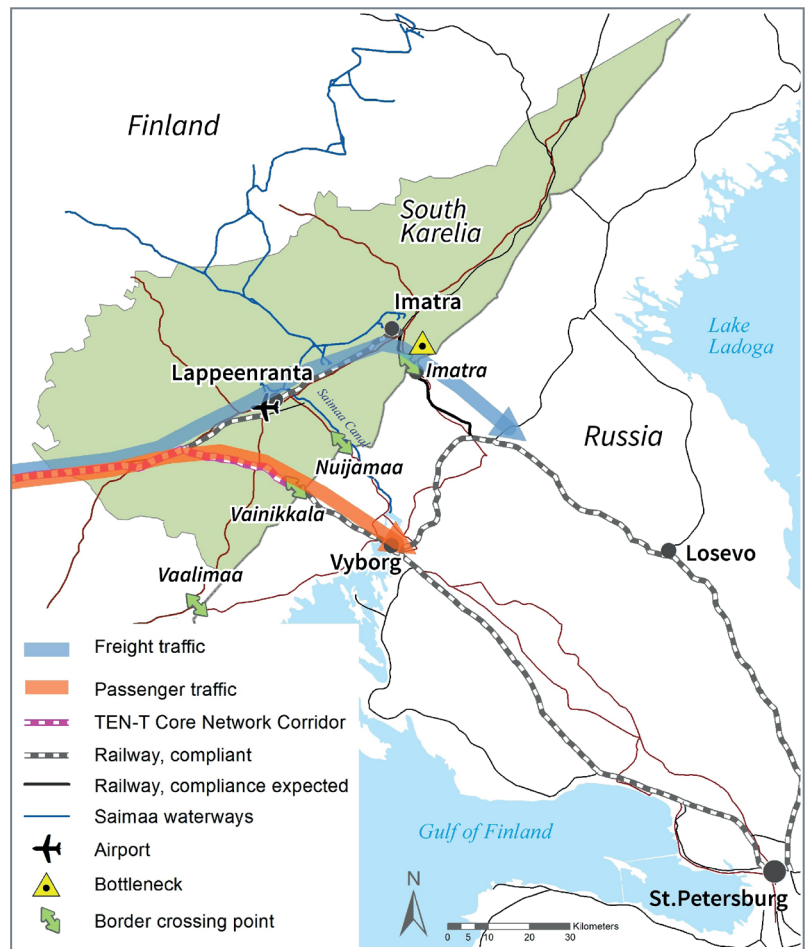 Finland
South
Karelia
Imatra
Lake
Ladoga
Lappeenranta
Imatra
Saimaa Canal
Russia
Nuijamaa
Vainikkala
Vyborg
Losevo
Vaalimaa
Freight traffic
Passenger traffic
TEN-T Core Network Corridor
Railway, compliant
Railway, compliance expected
Saimaa waterways
Airport
Bottleneck
Border crossing point
Gulf of Finland
N
St.Petersburg
Kilometers
0 5 10 20 30